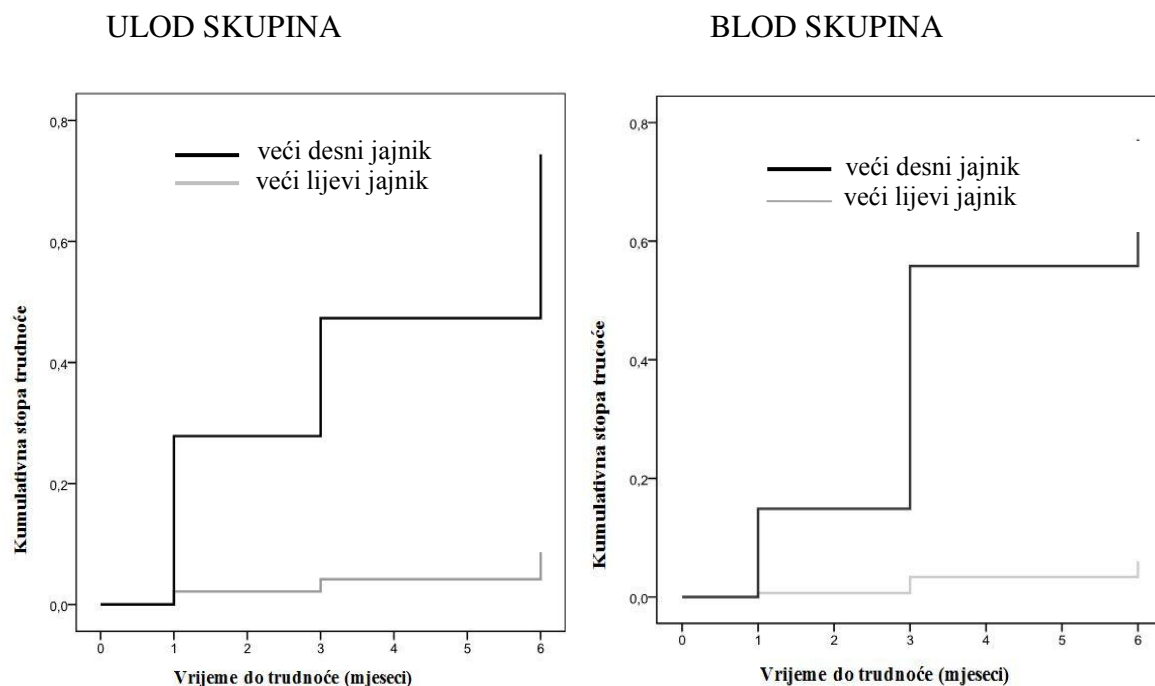 ULOD SKUPINA
0,8
0,6
0,4
0,2
0,0
veći desni jajnik
veći lijevi jajnik
Kumulativna stopa trudnoće
0 1 2 3 4 5 6
Vrijeme do trudnoće (mjeseci)
BLOD SKUPINA
0,8
0,6
0,4
0,2
0,0
veći desni jajnik
veći lijevi jajnik
Kumulativna stopa trucoće
0 1 2 3 4 5 6
Vrijeme do trudnoće (mjeseci)